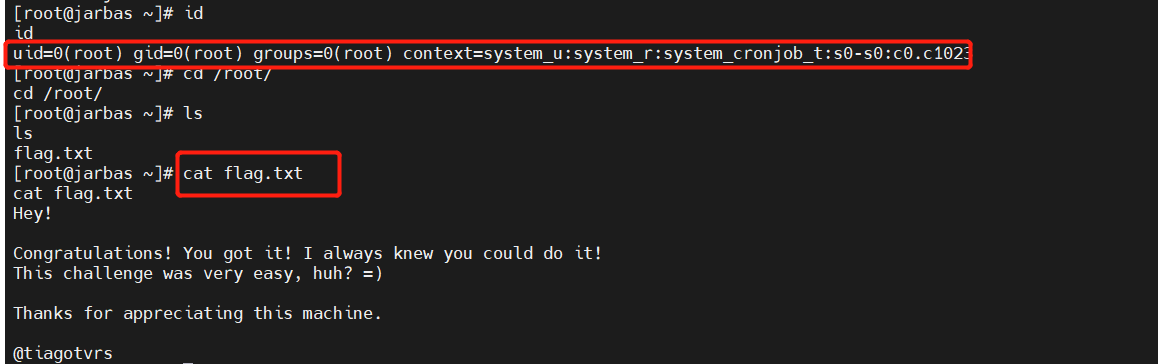 [root@jarbas ~]# id
id
uid=0(root) gid=0(root) groups=0(root) context=system_u:system_r:system_cronjob_t:s0-s0:c0.c1023
[root@jarbas ~]# cd /root/
cd /root/
[root@jarbas ~]# ls
ls
flag.txt
[root@jarbas ~]# cat flag.txt
cat flag.txt
Hey!
Congratulations! You got it! I always knew you could do it!
This challenge was very easy, huh? =)
Thanks for appreciating this machine.
@tiagotvrs